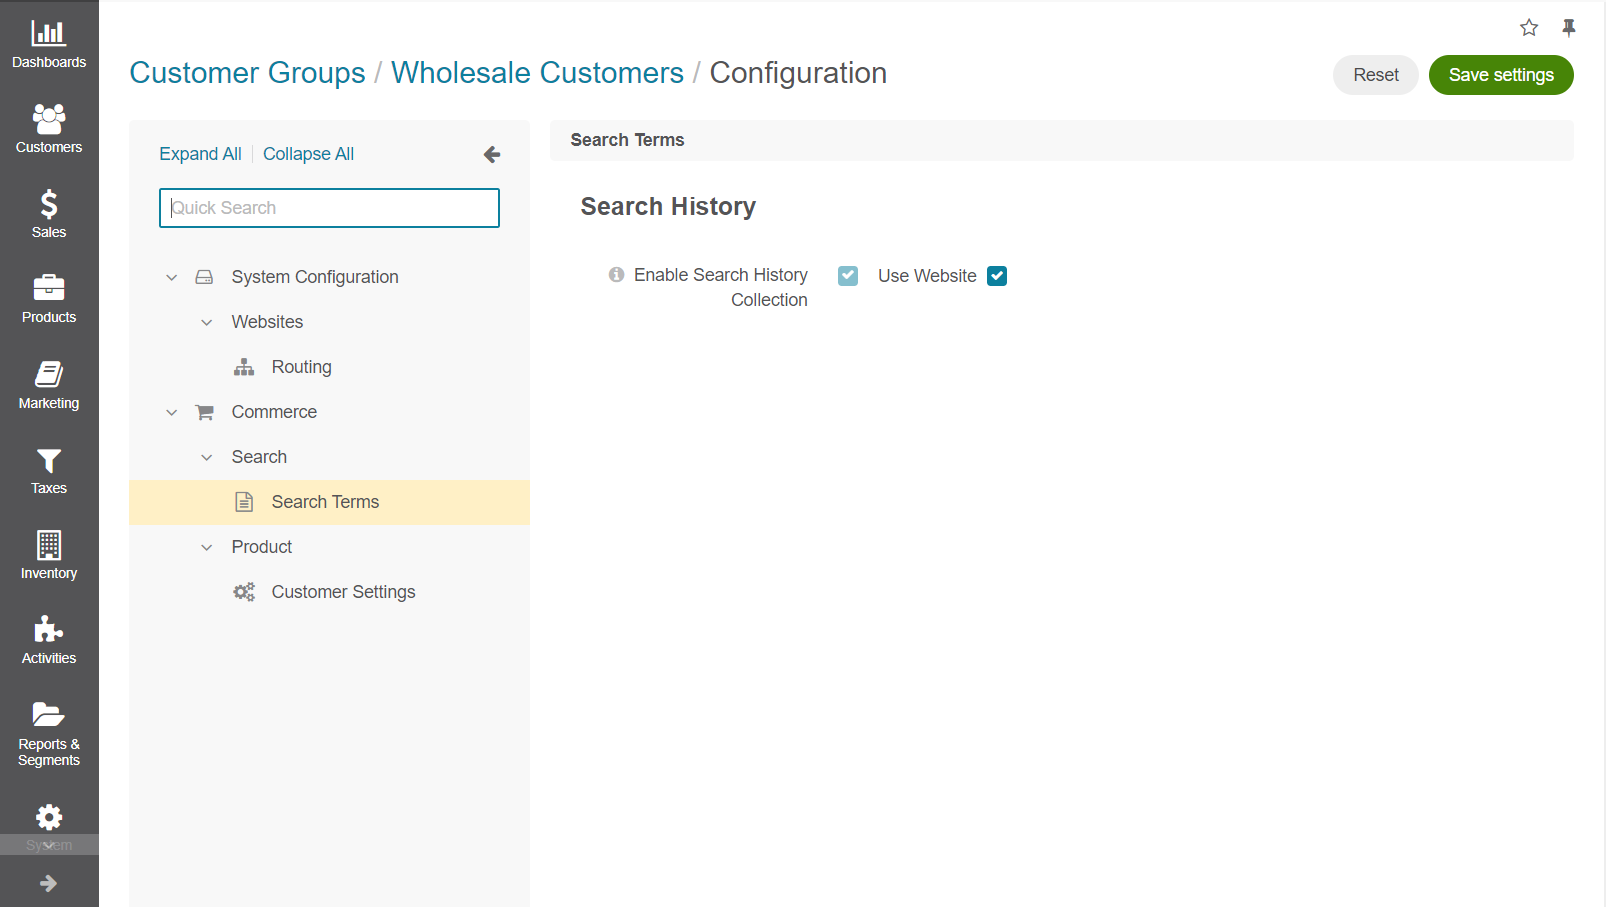 Dashboards
Customers
Sales
Products
Marketing
Taxes
Inventory
Activities
Reports &
Segments
System
Customer Groups / Wholesale Customers / Configuration
Reset
Save settings
Expand All
Collapse All
Quick Search
System Configuration
Websites
Routing
Commerce
Search
Search Terms
Product
Customer Settings
Search Terms
Search History
Enable Search History
Collection
Use Website